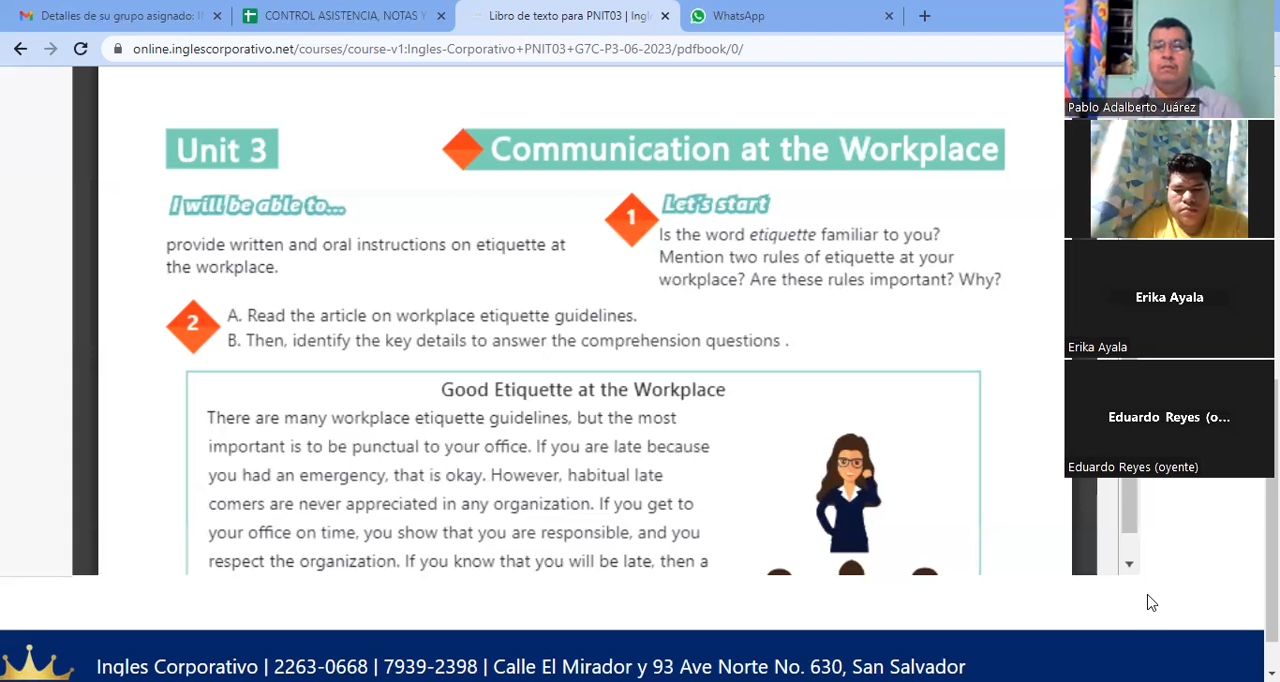 Detalles de su grupo asignado:
CONTROL ASISTENCIA, NOTAS
Libro de texto para PNIT03 | Ingl
WhatsApp
online.inglescorporativo.net/courses/course-v1:Ingles-Corporativo+PNIT03+G7C-P3-06-2023/pdfbook/0/
Pablo Adalberto Juárez
Unit 3
Communication at the Workplace
I will be able to...
provide written and oral instructions on etiquette at
the workplace.
1
Let's start
Is the word etiquette familiar to you?
Mention two rules of etiquette at your
workplace? Are these rules important? Why?
2
A. Read the article on workplace etiquette guidelines.
B. Then, identify the key details to answer the comprehension questions .
Good Etiquette at the Workplace
There are many workplace etiquette guidelines, but the most
important is to be punctual to your office. If you are late because
you had an emergency, that is okay. However, habitual late
comers are never appreciated in any organization. If you get to
your office on time, you show that you are responsible, and you
respect the organization. If you know that you will be late, then a
Erika Ayala
Erika Ayala
Eduardo Reyes (o...
Eduardo Reyes (oyente)
Ingles Corporativo | 2263-0668 | 7939-2398 | Calle El Mirador y 93 Ave Norte No. 630, San Salvador